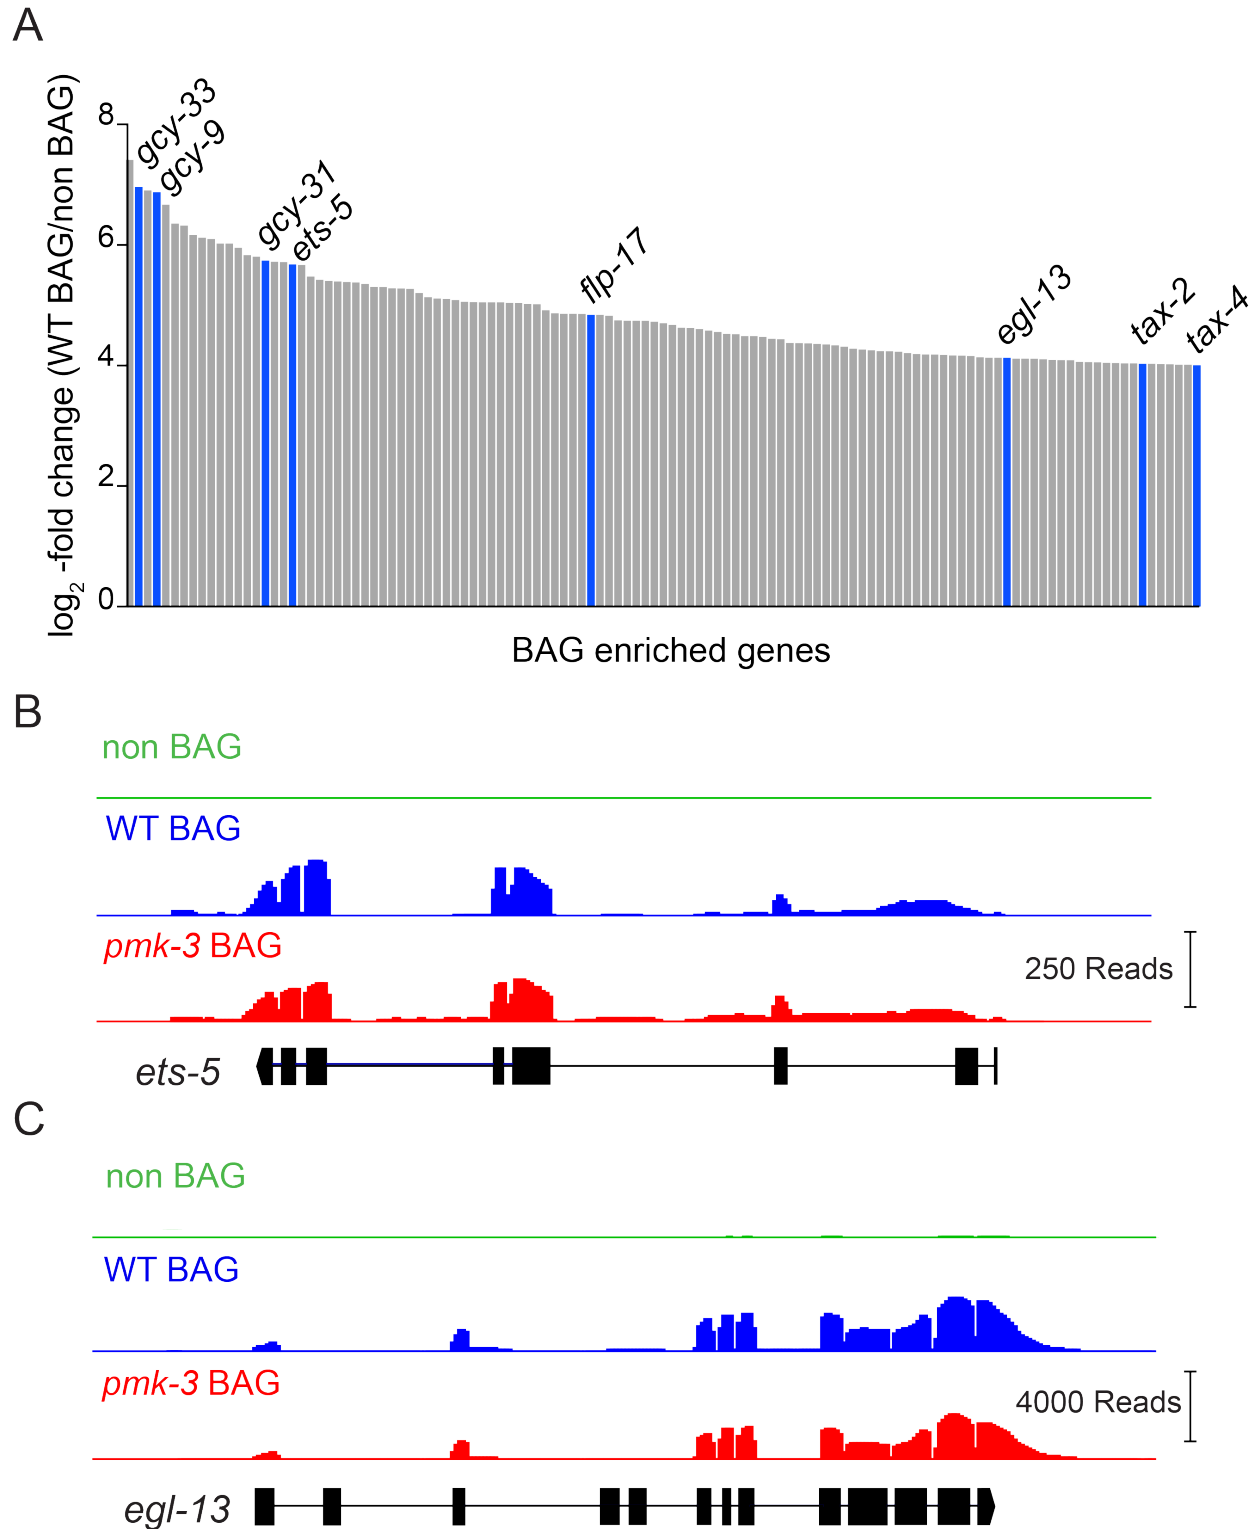 A
log2 -fold change (WT BAG/non BAG)
8
6
4
2
0
gcy-33
gcy-9
gcy-31
ets-5
flp-17
egl-13
tax-2
tax-4
BAG enriched genes
B
non BAG
WT BAG
pmk-3 BAG
250 Reads
ets-5
C
non BAG
WT BAG
pmk-3 BAG
4000 Reads
egl-13